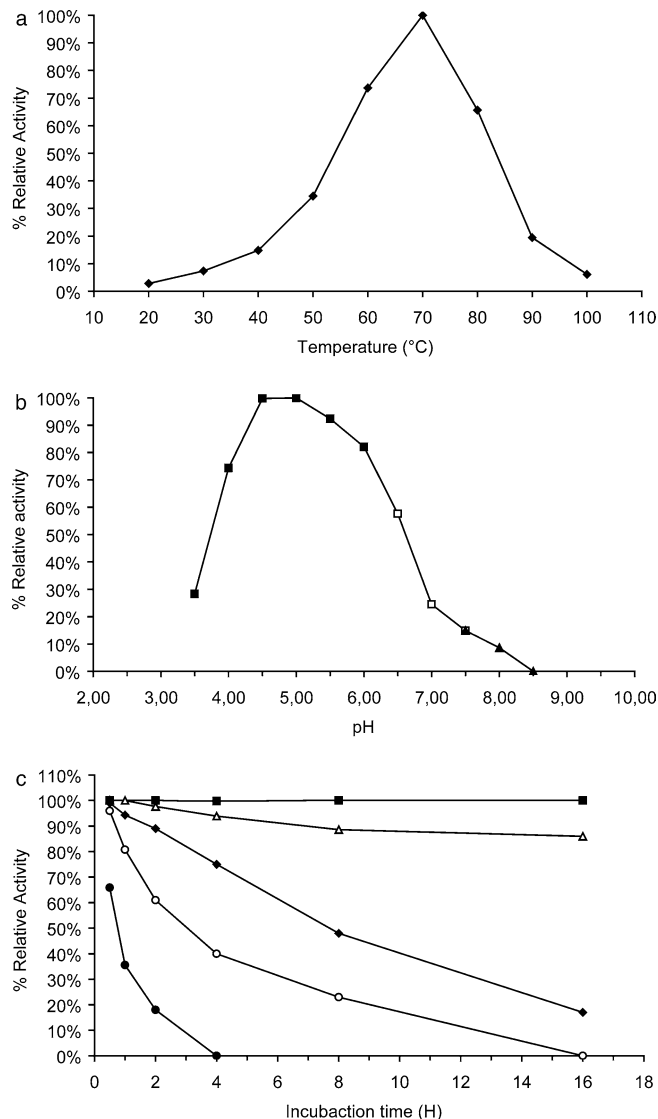 a
100%
90%
80%
70%
60%
50%
40%
30%
20%
10%
0%
% Relative Activity
10 20 30 40 50 60 70 80 90 100 110
Temperature (°C)
b
100%
90%
80%
70%
60%
50%
40%
30%
20%
10%
0%
% Relative activity
2,00 3,00 4,00 5,00 6,00 7,00 8,00 9,00 10,00
pH
c
110%
100%
90%
80%
70%
60%
50%
40%
30%
20%
10%
0%
% Relative Activity
0 2 4 6 8 10 12 14 16 18
Incubaction time (H)